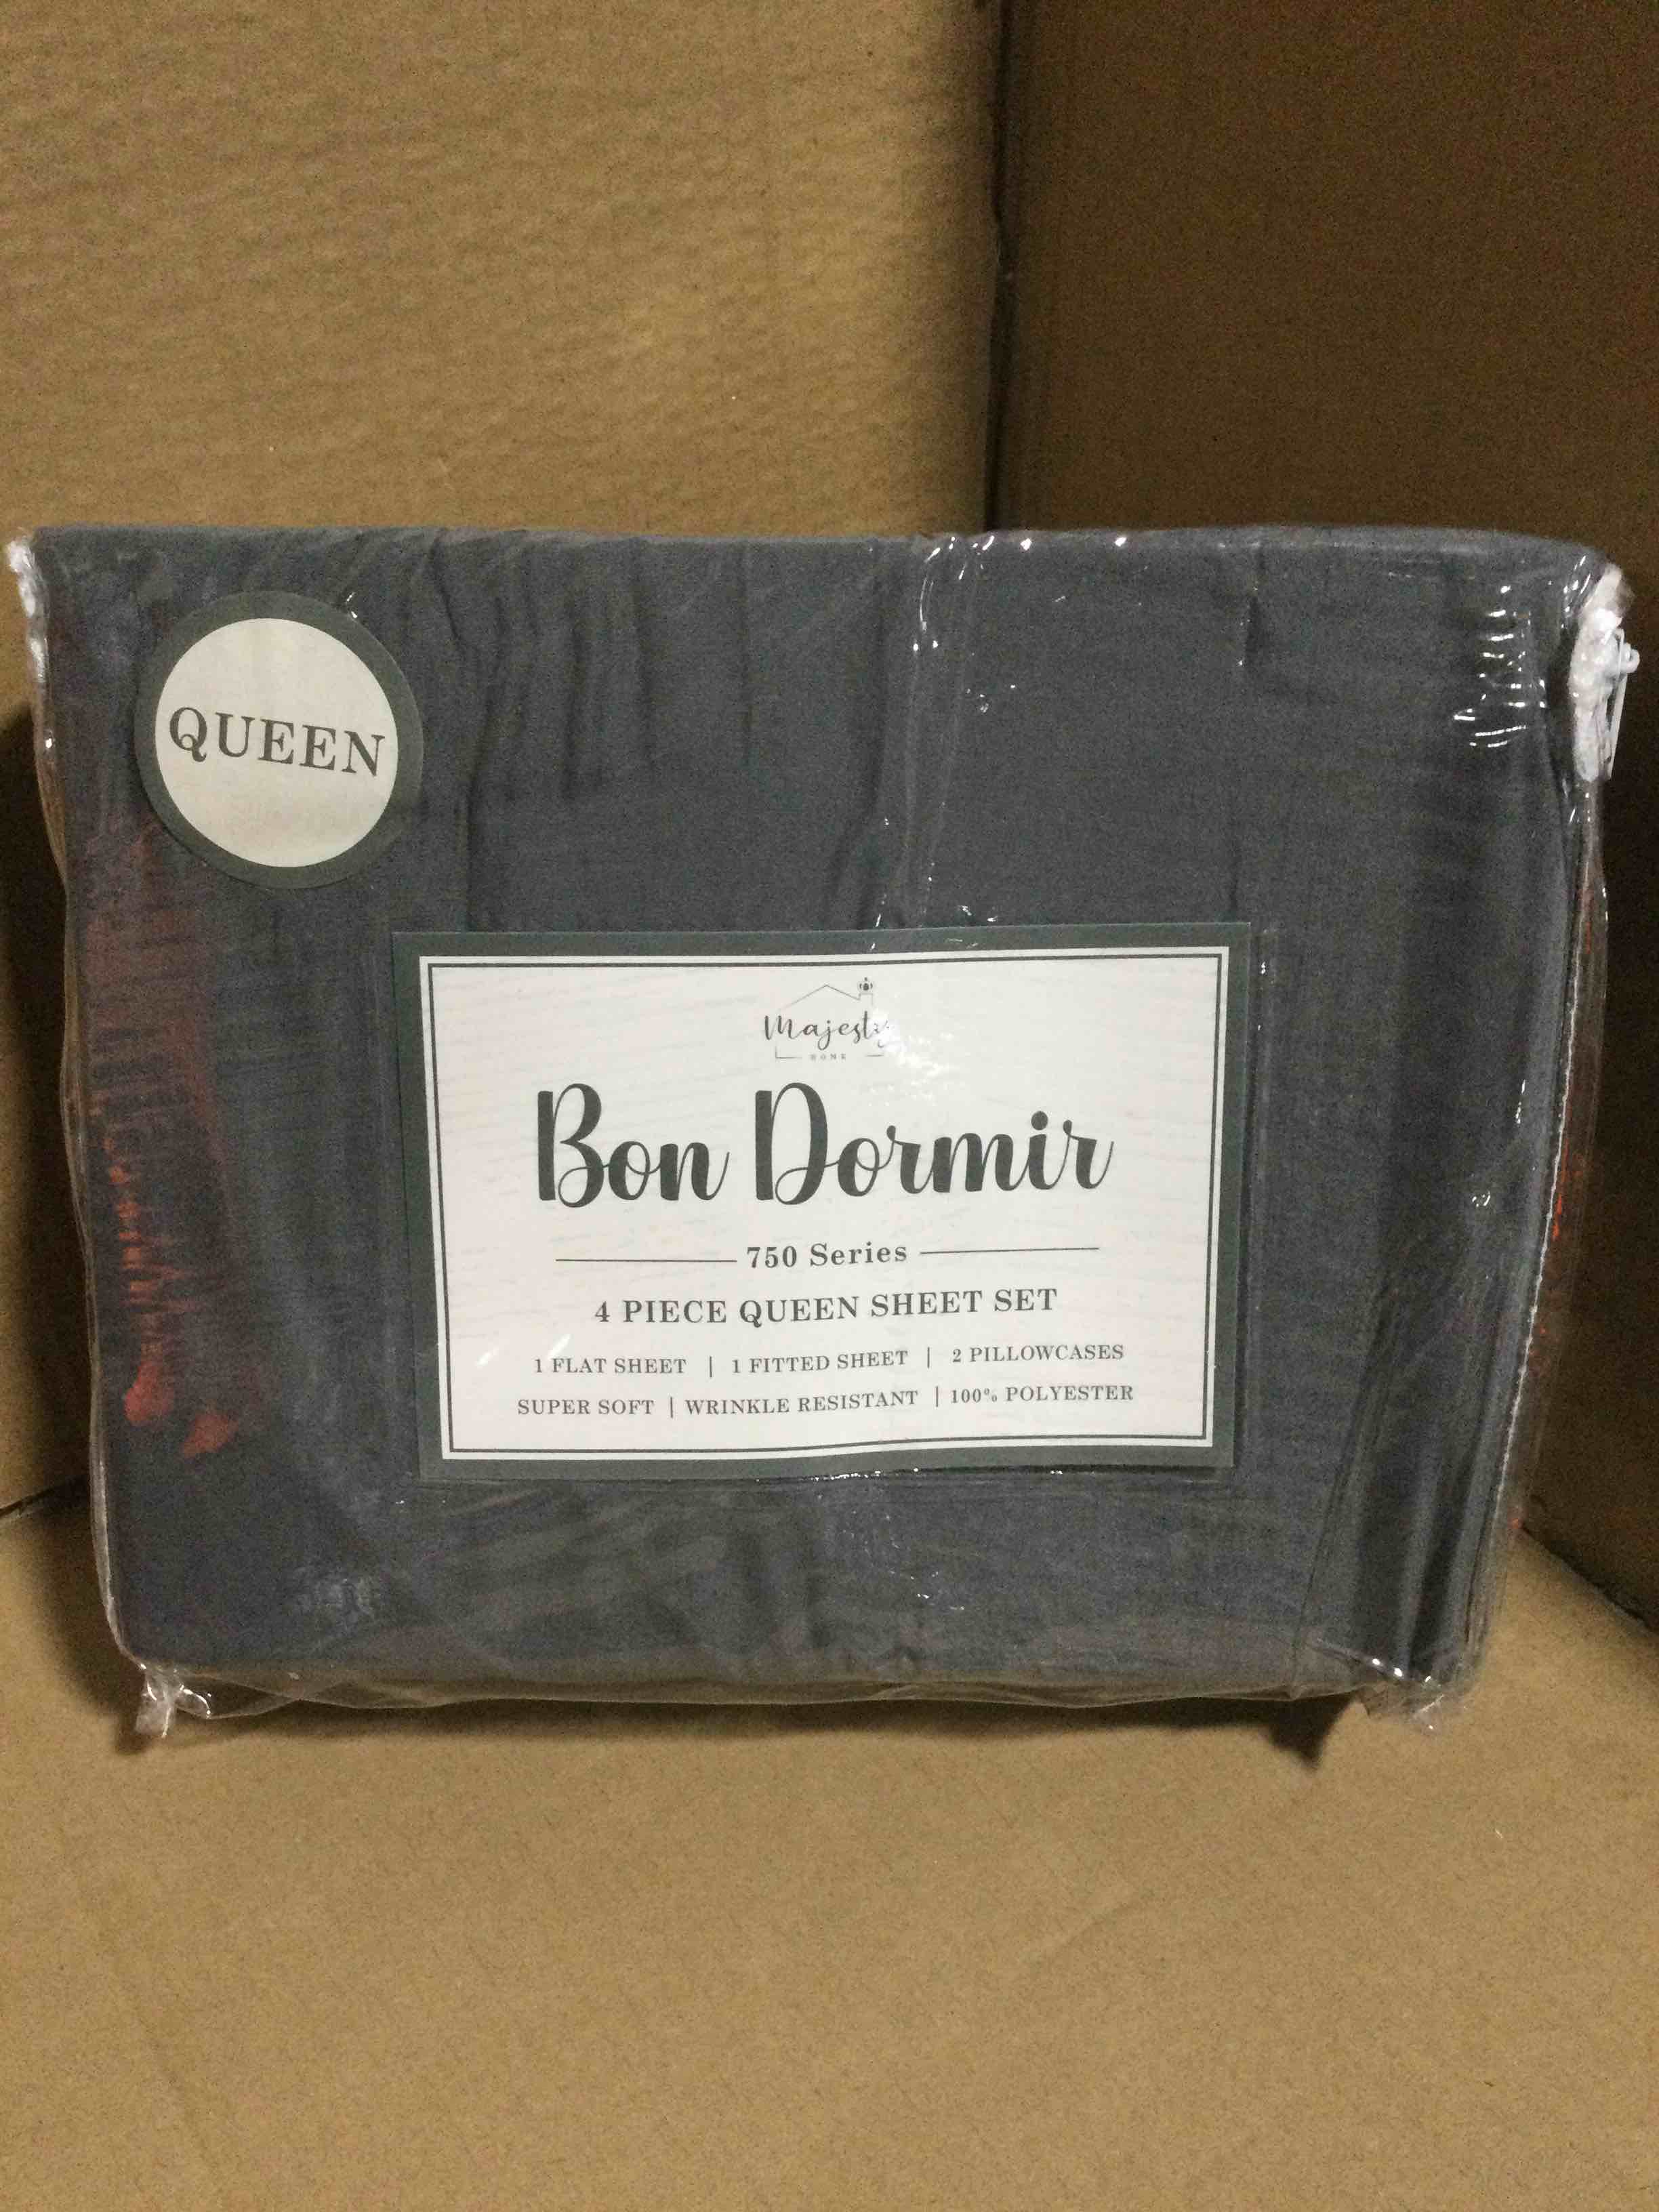 QUEEN
Majesty
HOME
Bon Dormir
750 Series
4 PIECE QUEEN SHEET SET
1 FLAT SHEET | 1 FITTED SHEET | 2 PILLOWCASES
SUPER SOFT | WRINKLE RESISTANT | 100% POLYESTER